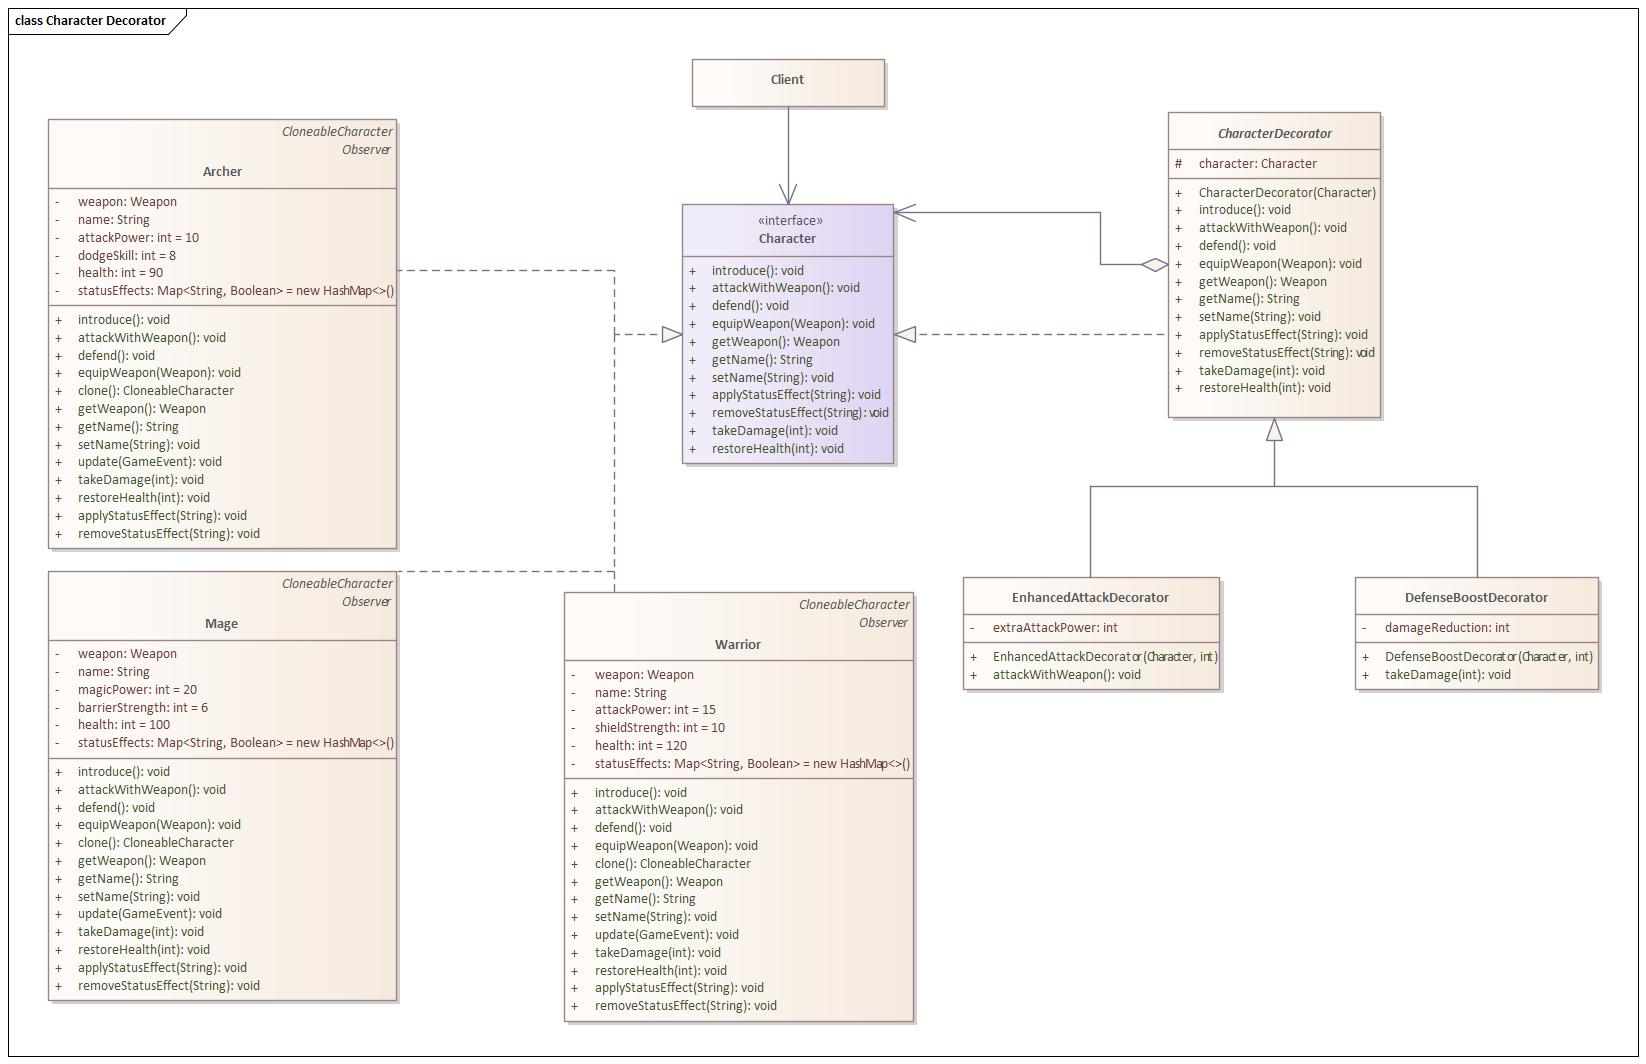 class Character Decorator
Client
CloneableCharacter
Observer
Archer
- weapon: Weapon
- name: String
- attackPower: int = 10
- dodgeSkill: int = 8
- health: int = 90
- statusEffects: Map<String, Boolean> = new HashMap<>()
+ introduce(): void
+ attackWithWeapon(): void
+ defend(): void
+ equipWeapon(Weapon): void
+ clone(): CloneableCharacter
+ getWeapon(): Weapon
+ getName(): String
+ setName(String): void
+ update(GameEvent): void
+ takeDamage(int): void
+ restoreHealth(int): void
+ applyStatusEffect(String): void
+ removeStatusEffect(String): void
«interface»
Character
+ introduce(): void
+ attackWithWeapon(): void
+ defend(): void
+ equipWeapon(Weapon): void
+ getWeapon(): Weapon
+ getName(): String
+ setName(String): void
+ applyStatusEffect(String): void
+ removeStatusEffect(String): void
+ takeDamage(int): void
+ restoreHealth(int): void
CharacterDecorator
# character: Character
+ CharacterDecorator(Character)
+ introduce(): void
+ attackWithWeapon(): void
+ defend(): void
+ equipWeapon(Weapon): void
+ getWeapon(): Weapon
+ getName(): String
+ setName(String): void
+ applyStatusEffect(String): void
+ removeStatusEffect(String): void
+ takeDamage(int): void
+ restoreHealth(int): void
CloneableCharacter
Observer
Mage
- weapon: Weapon
- name: String
- magicPower: int = 20
- barrierStrength: int = 6
- health: int = 100
- statusEffects: Map<String, Boolean> = new HashMap<>()
+ introduce(): void
+ attackWithWeapon(): void
+ defend(): void
+ equipWeapon(Weapon): void
+ clone(): CloneableCharacter
+ getWeapon(): Weapon
+ getName(): String
+ setName(String): void
+ update(GameEvent): void
+ takeDamage(int): void
+ restoreHealth(int): void
+ applyStatusEffect(String): void
+ removeStatusEffect(String): void
CloneableCharacter
Observer
Warrior
- weapon: Weapon
- name: String
- attackPower: int = 15
- shieldStrength: int = 10
- health: int = 120
- statusEffects: Map<String, Boolean> = new HashMap<>()
+ introduce(): void
+ attackWithWeapon(): void
+ defend(): void
+ equipWeapon(Weapon): void
+ clone(): CloneableCharacter
+ getWeapon(): Weapon
+ getName(): String
+ setName(String): void
+ update(GameEvent): void
+ takeDamage(int): void
+ restoreHealth(int): void
+ applyStatusEffect(String): void
+ removeStatusEffect(String): void
EnhancedAttackDecorator
- extraAttackPower: int
+ EnhancedAttackDecorator(Character, int)
+ attackWithWeapon(): void
DefenseBoostDecorator
- damageReduction: int
+ DefenseBoostDecorator(Character, int)
+ takeDamage(int): void